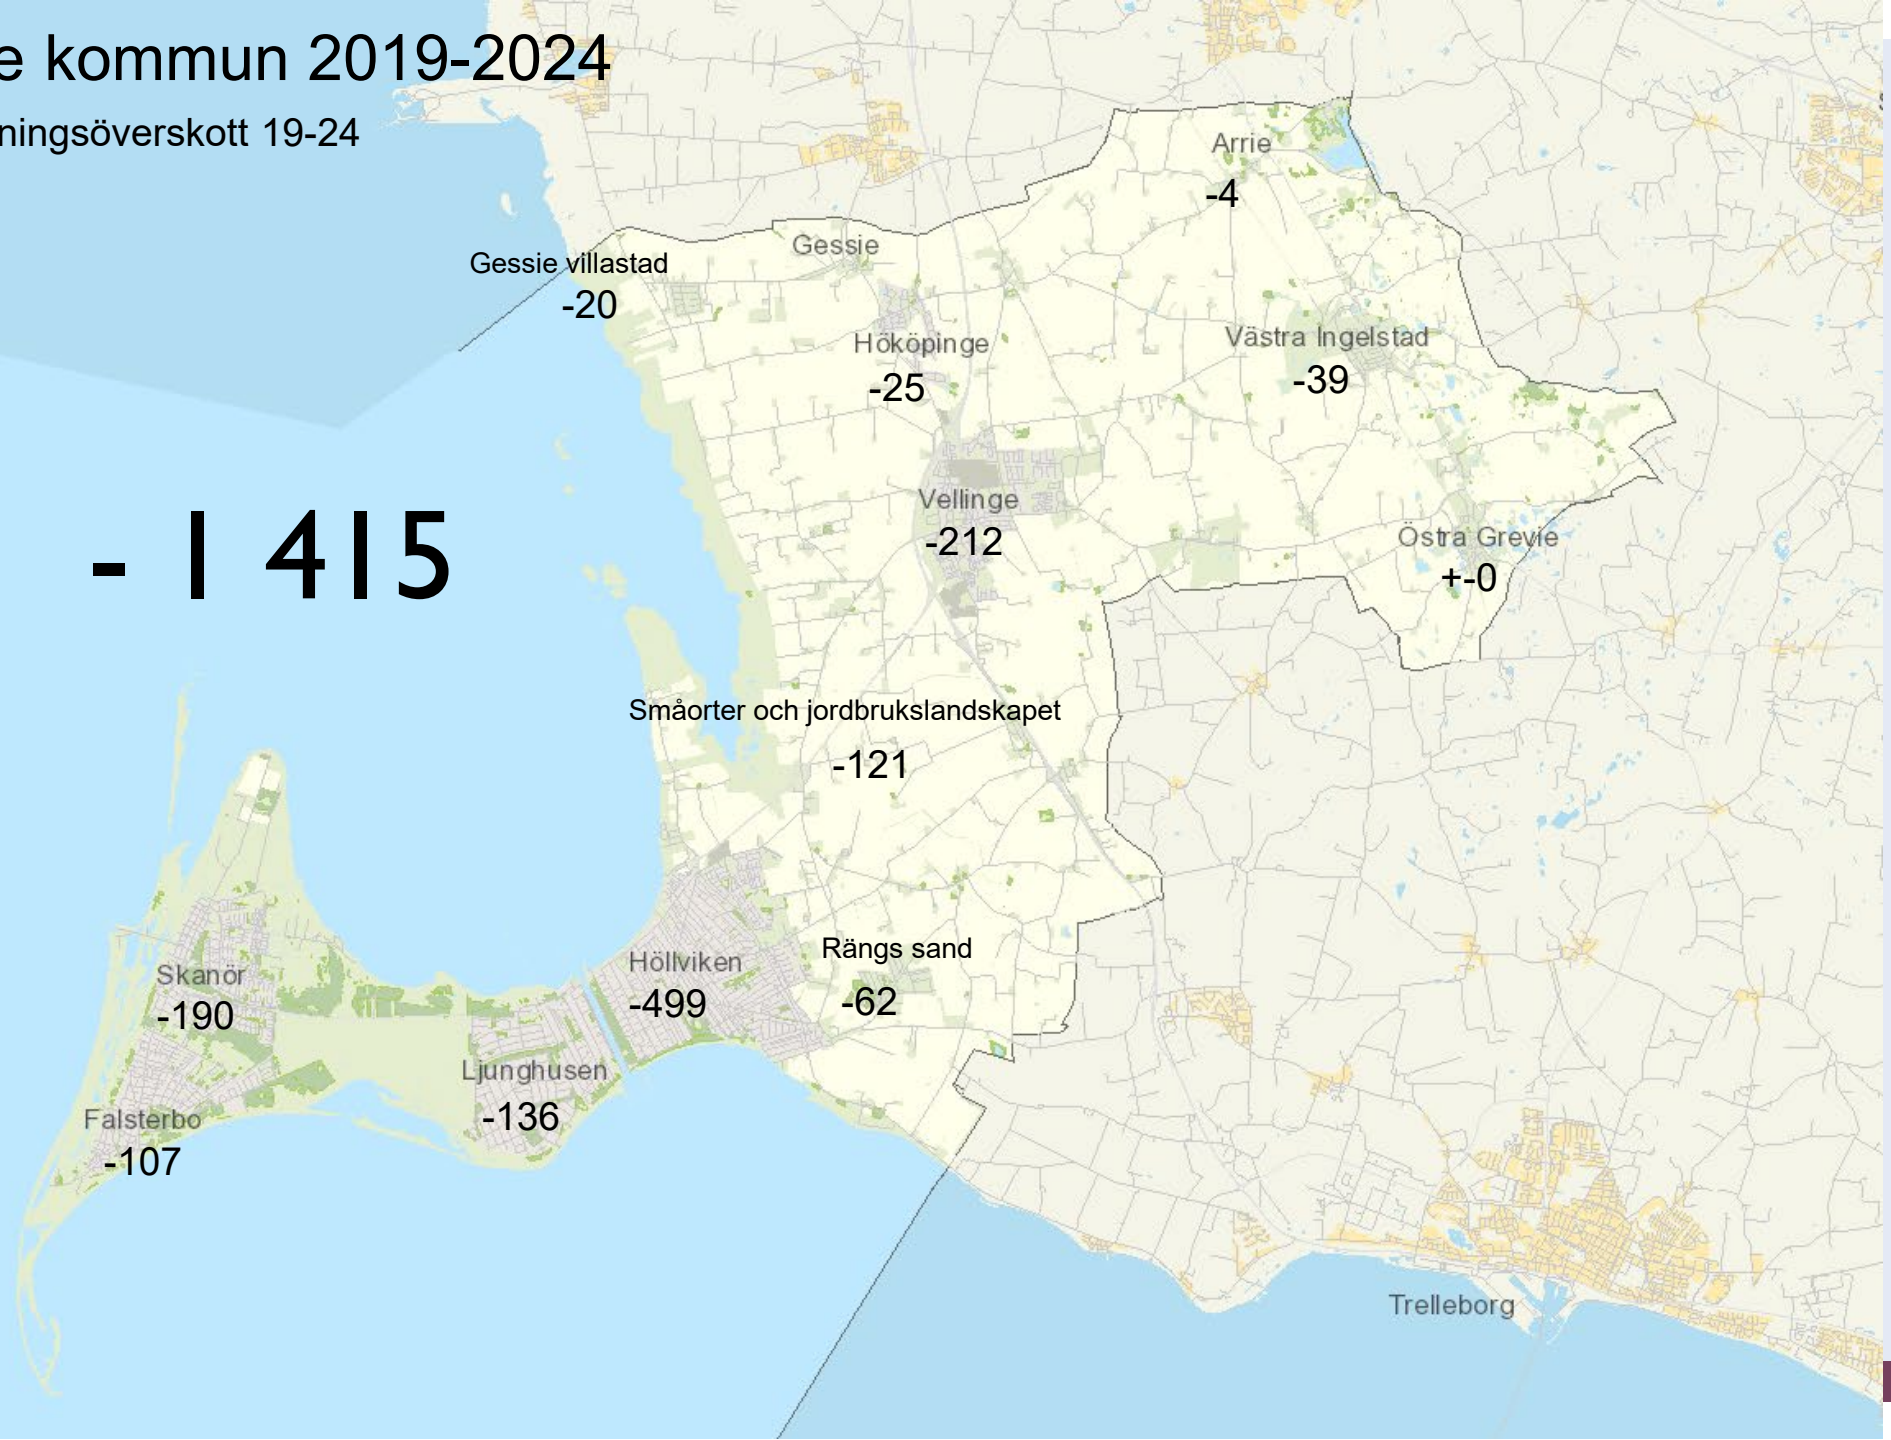 e kommun 2019-2024
ningsöverskott 19-24
Arrie
-4
Gessie
Gessie villastad
-20
Hököpinge
-25
Västra Ingelstad
-39
Vellinge
-212
Östra Grevie
+-0
- 1 415
Småorter och jordbrukslandskapet
-121
Rängs sand
-62
Höllviken
-499
Skanör
-190
Ljunghusen
-136
Falsterbo
-107
Trelleborg